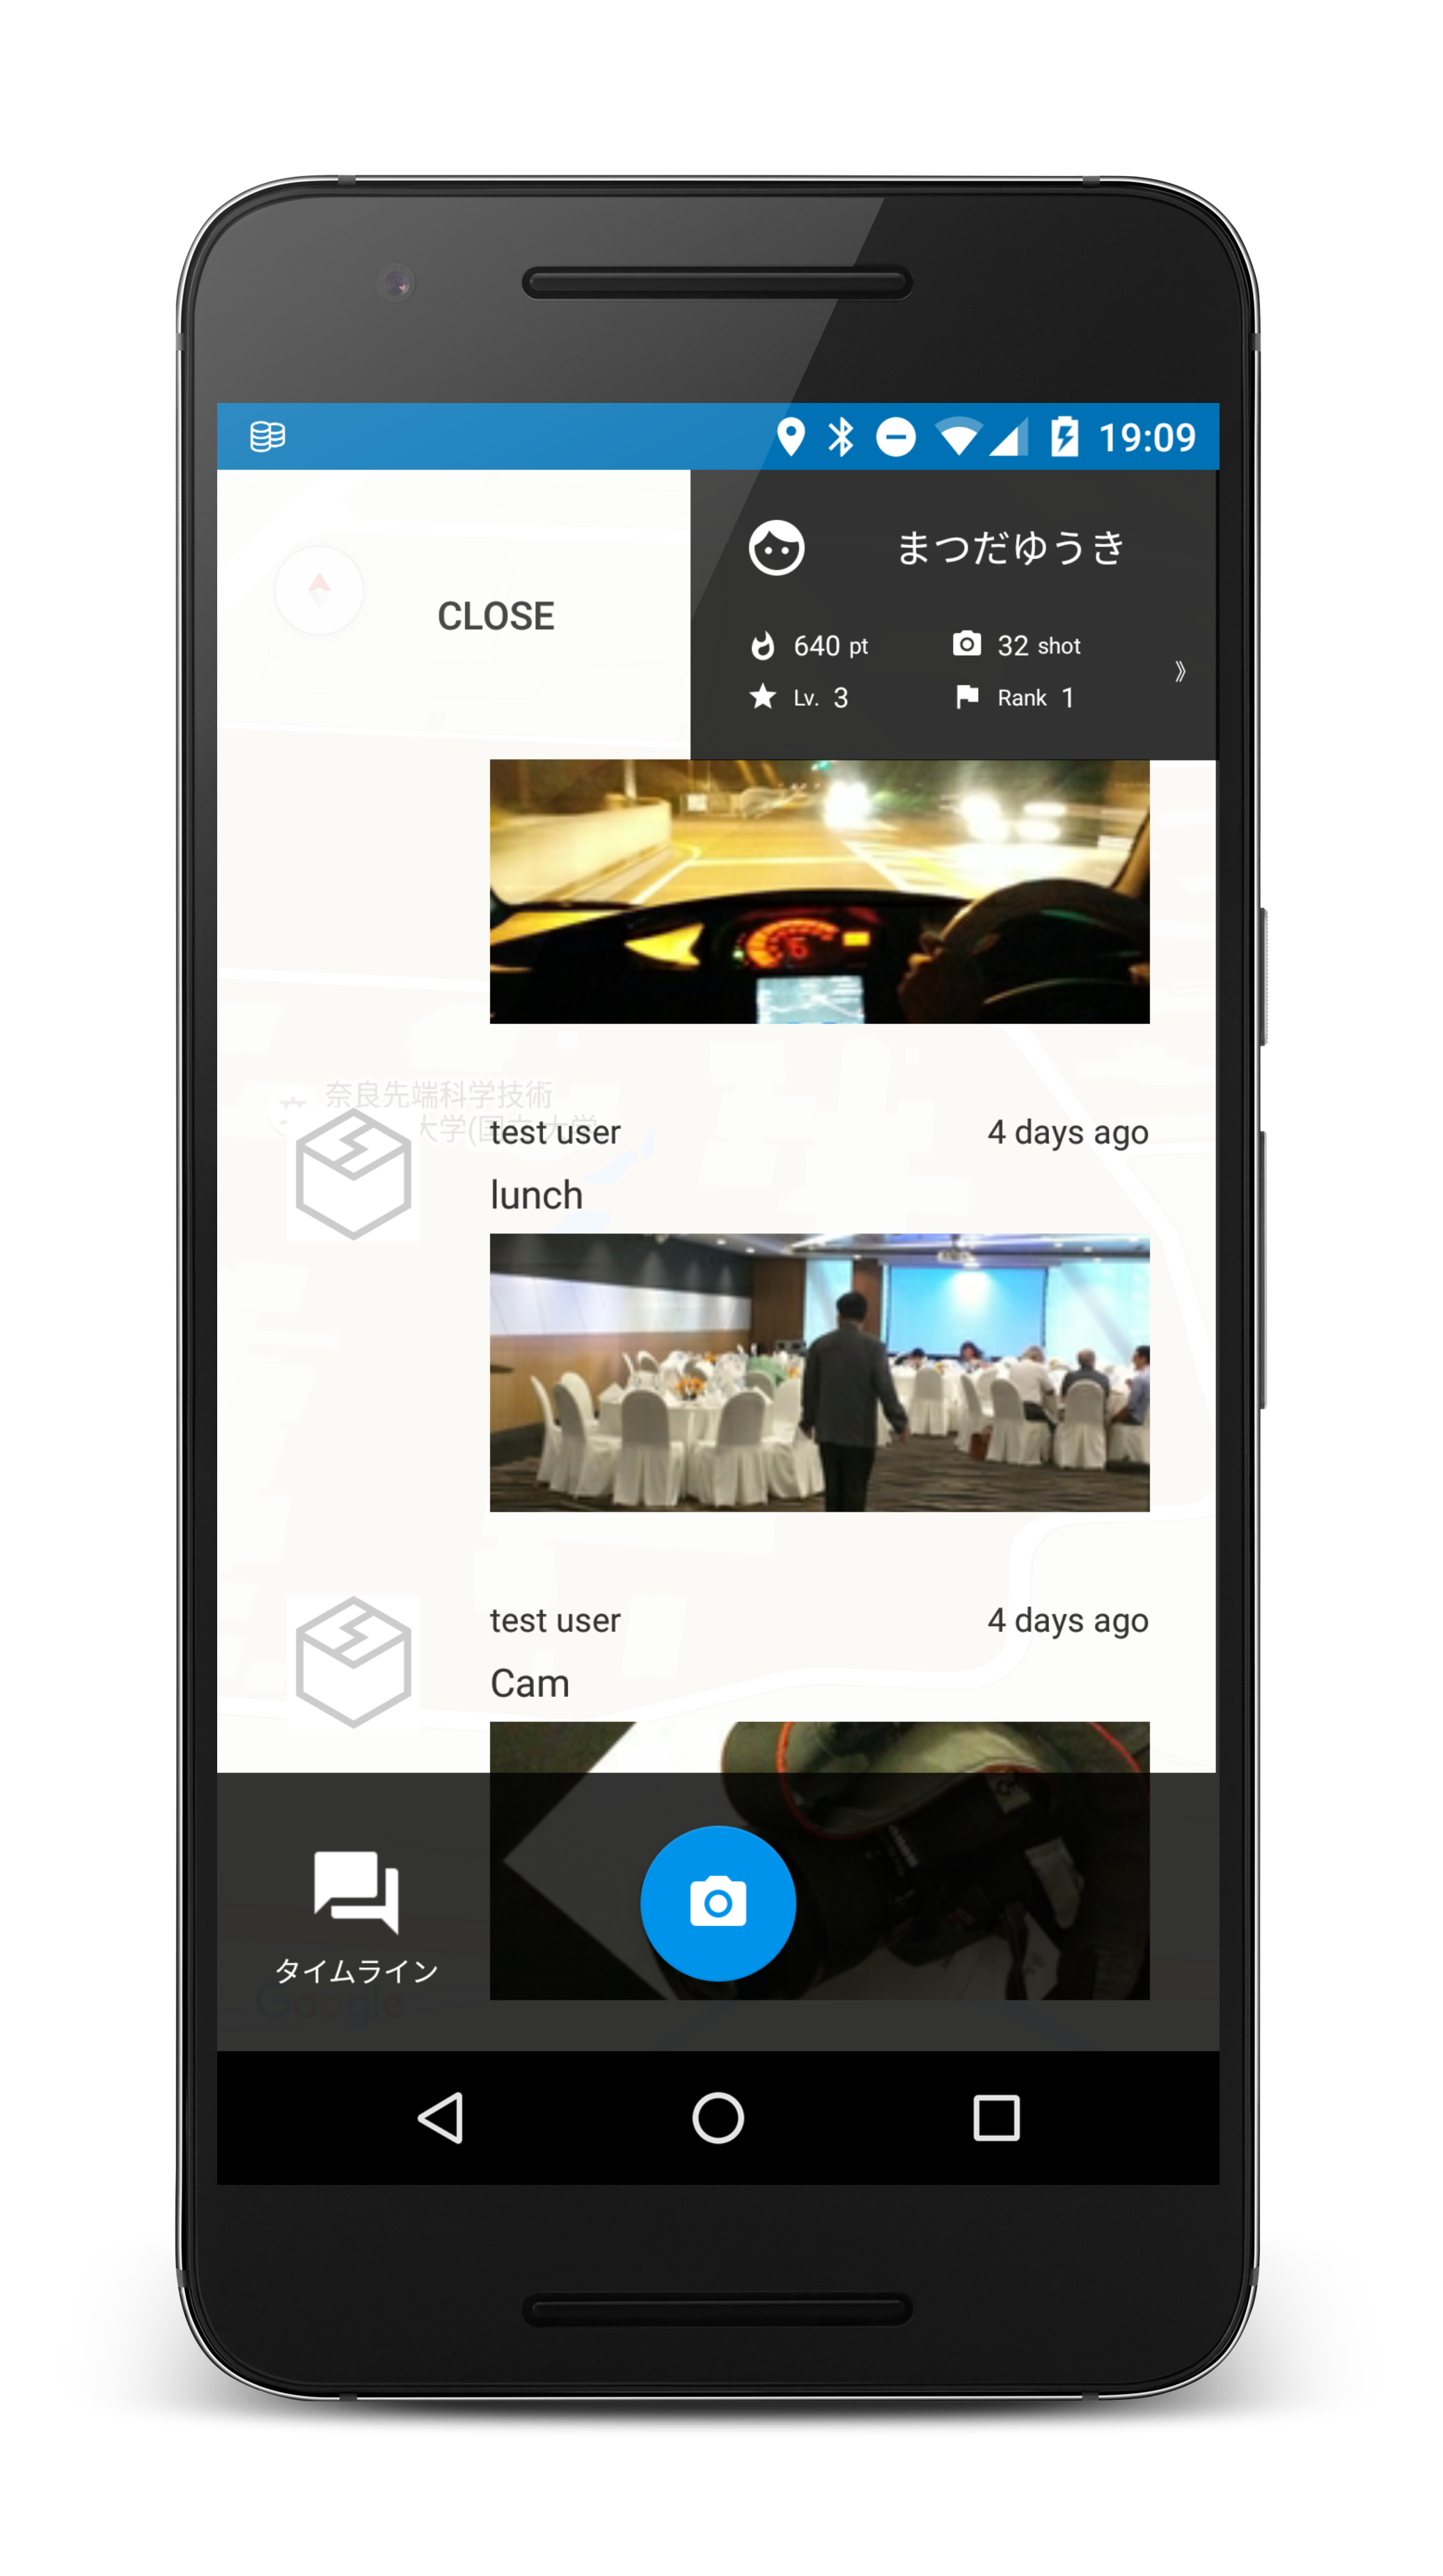 19:09
CLOSE
まつだゆうき
640 pt
32 shot
Lv. 3
Rank 1
》
奈良先端科学技術
大学(国立大学
test user
4 days ago
lunch
test user
4 days ago
Cam
タイムライン
Google